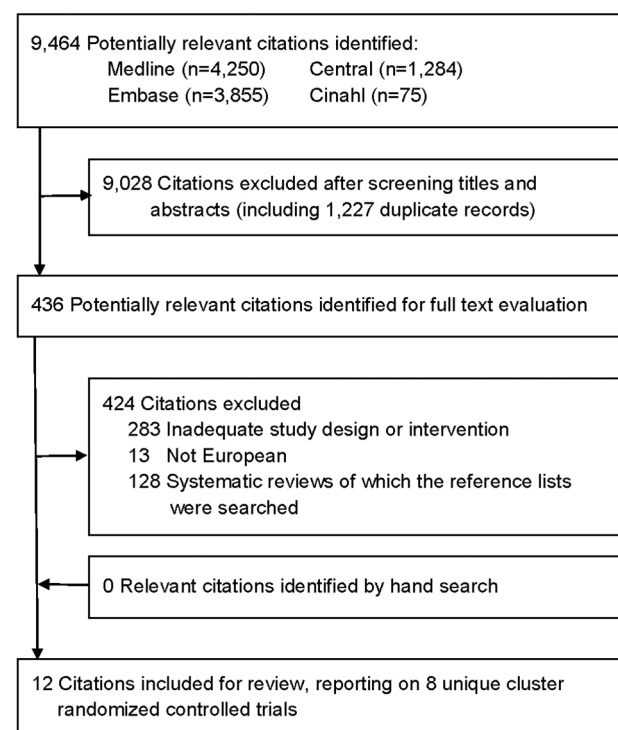 9,464 Potentially relevant citations identified:
Medline (n=4,250) Central (n=1,284)
Embase (n=3,855) Cinahl (n=75)
9,028 Citations excluded after screening titles and
abstracts (including 1,227 duplicate records)
436 Potentially relevant citations identified for full text evaluation
424 Citations excluded
283 Inadequate study design or intervention
13 Not European
128 Systematic reviews of which the reference lists
were searched
0 Relevant citations identified by hand search
12 Citations included for review, reporting on 8 unique cluster
randomized controlled trials